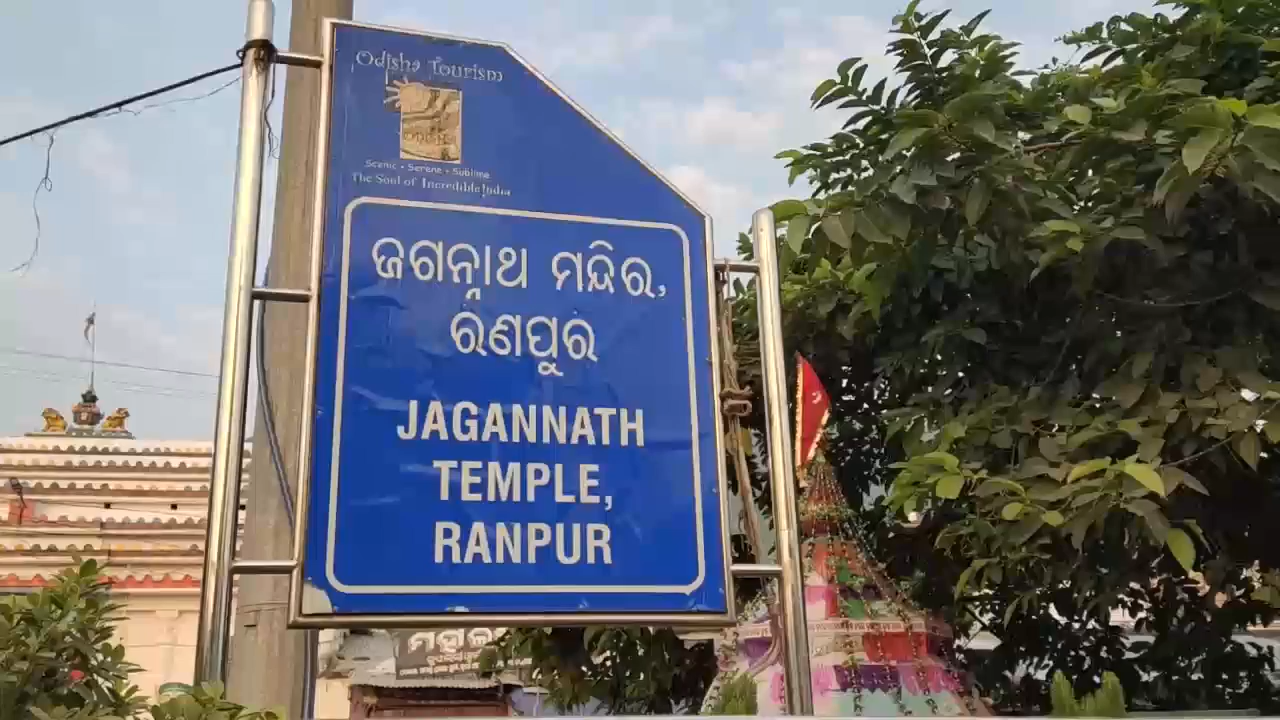 Odisha Tourism
Scenic • Serene • Sublime
The Soul of Incredible India
ଜଗନ୍ନାଥ ମନ୍ଦିର,
ରଣପୁର
JAGANNATH
TEMPLE,
RANPUR